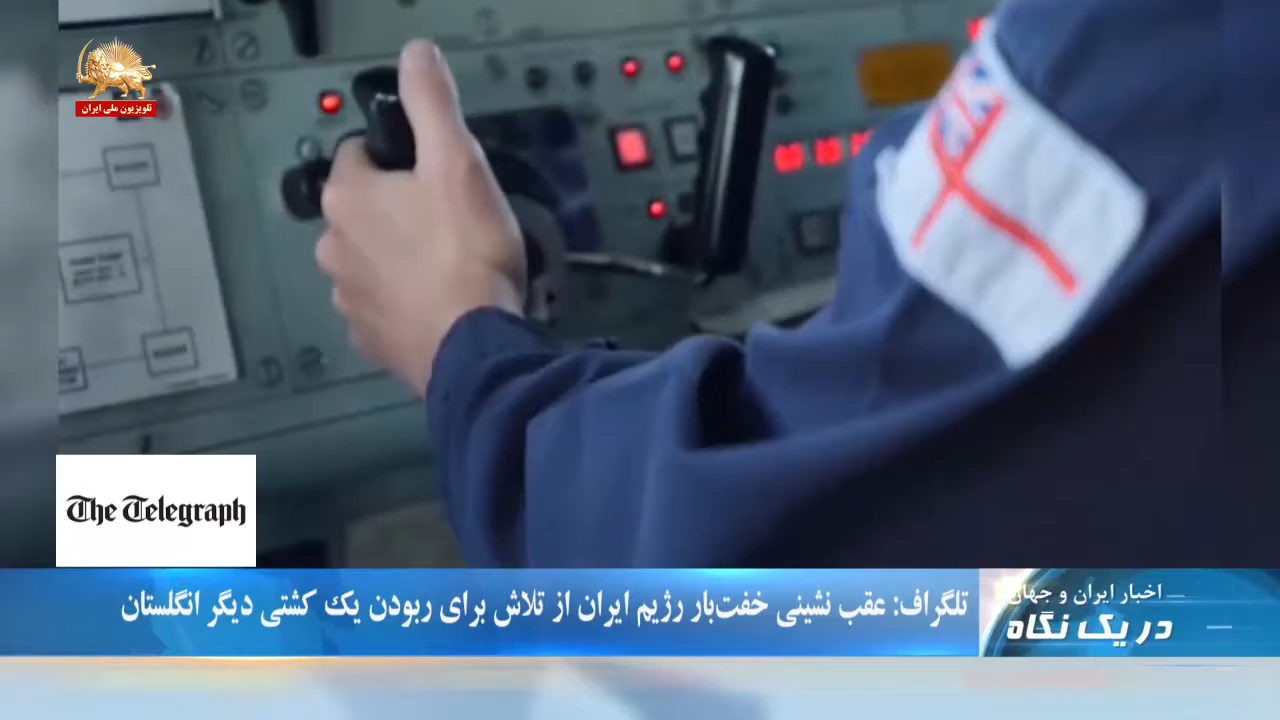 تلویزیون ملی ایران
The Telegraph
تلگراف: عقب نشینی خفت‌بار رژیم ایران از تلاش برای ربودن یک کشتی دیگر انگلستان
اخبار ایران و جهان
در یک نگاه